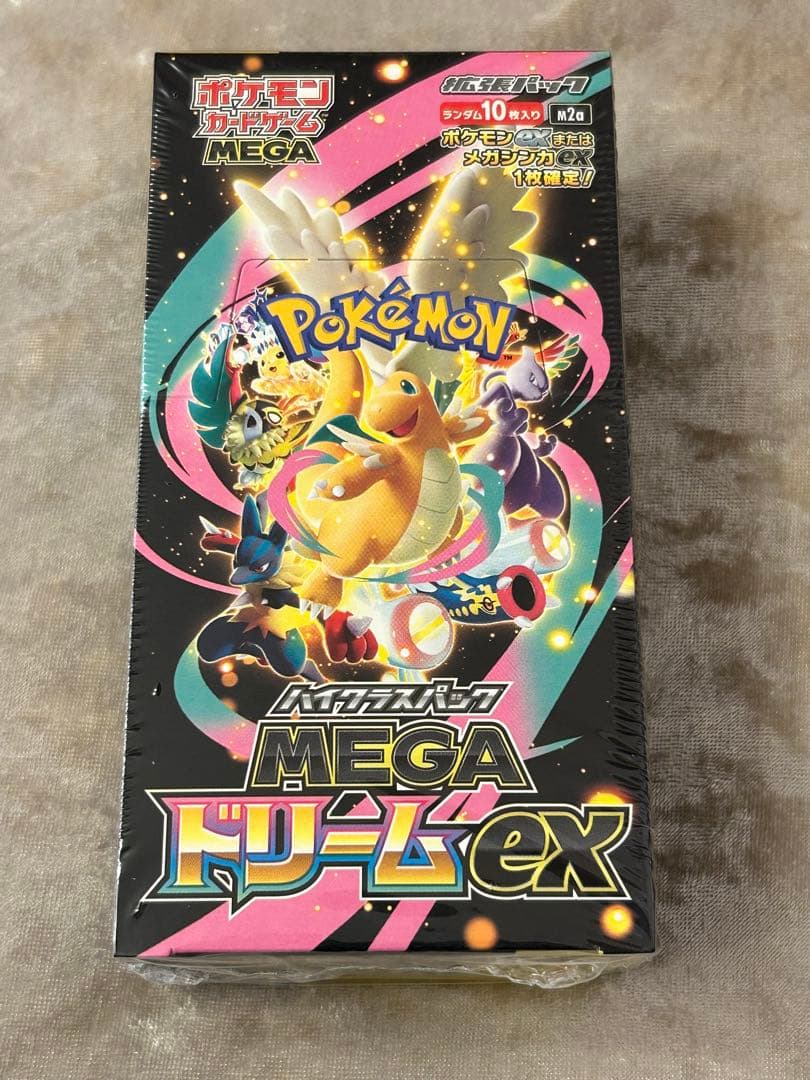 ポケモン
カードゲーム
MEGA
拡張パック
ランダム10枚入り
M2a
ポケモンexまたは
メガシンカex
1枚確定!
POKéMON
TM
ハイクラスパック
MEGA
ドリームex